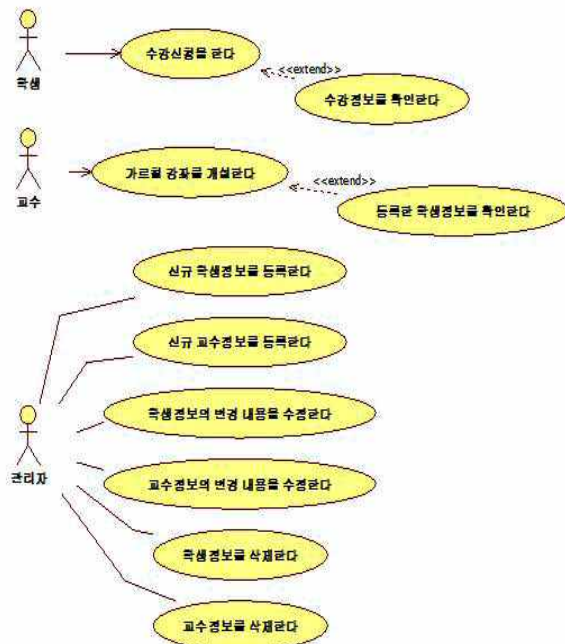 수강신청을 한다
<<extend>>
학생
수강정보를 확인한다
가르칠 강좌를 개설한다
<<extend>>
교수
등록한 학생정보를 확인한다
신규 학생정보를 등록한다
신규 교수정보를 등록한다
학생정보의 변경 내용을 수정한다
관리자
교수정보의 변경 내용을 수정한다
학생정보를 삭제한다
교수정보를 삭제한다